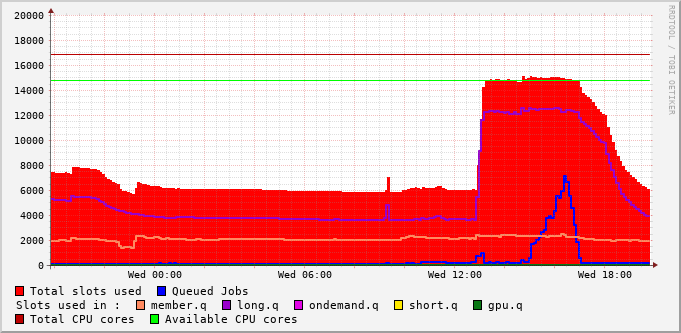 20000
18000
16000
14000
12000
10000
8000
6000
4000
2000
0
Wed 00:00 Wed 06:00 Wed 12:00 Wed 18:00
RRDTOOL / TOBI OETIKER
Total slots used Queued Jobs
Slots used in : member.q long.q ondemand.q short.q gpu.q
Total CPU cores Available CPU cores